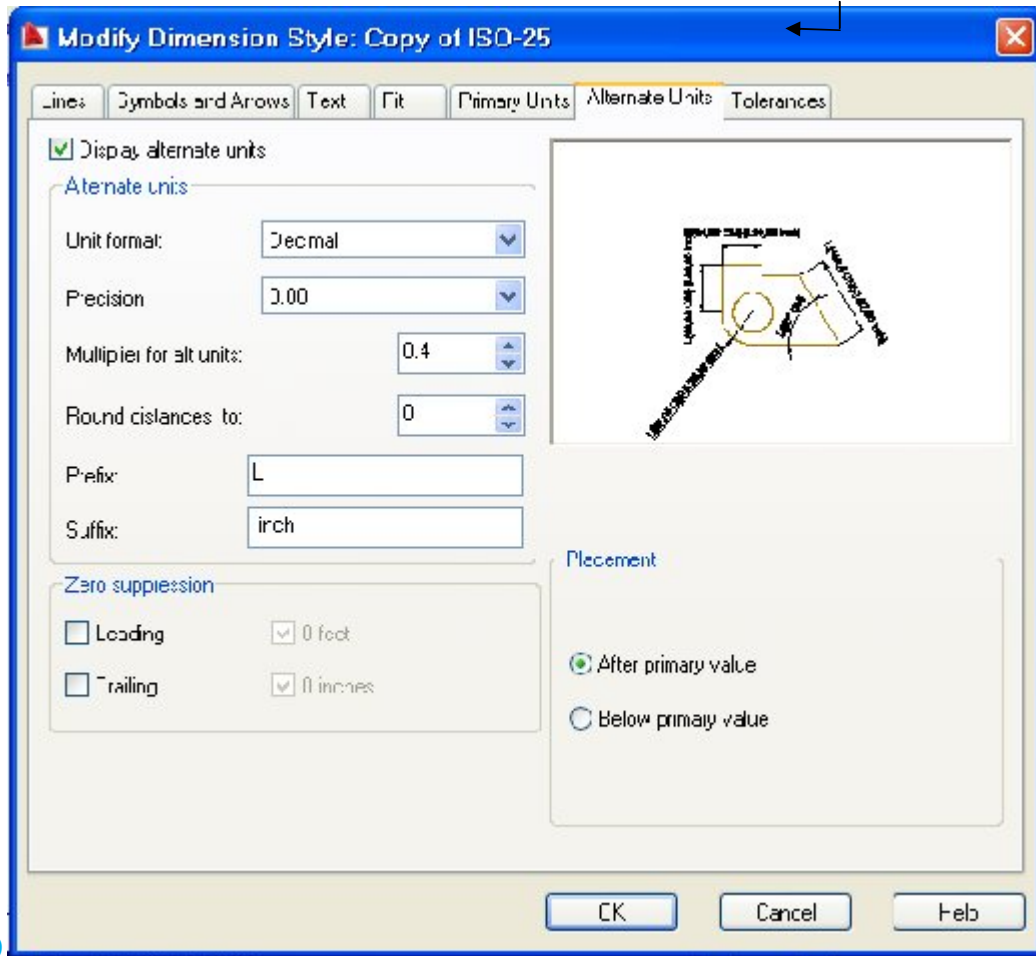 Modify Dimension Style: Copy of ISO-25
Lines Symbols and Arrows Text Fit Primary Units Alternate Units Tolerances
Display alternate units
Alternate units
Unit format: Decimal
Precision 0.00
Multiplier for alt units: 0.4
Round distances to: 0
Prefix: L
Suffix: inch
Placement
Zero suppression
Leading 0 feet
After primary value
Trailing 0 inches
Below primary value
OK Cancel Help